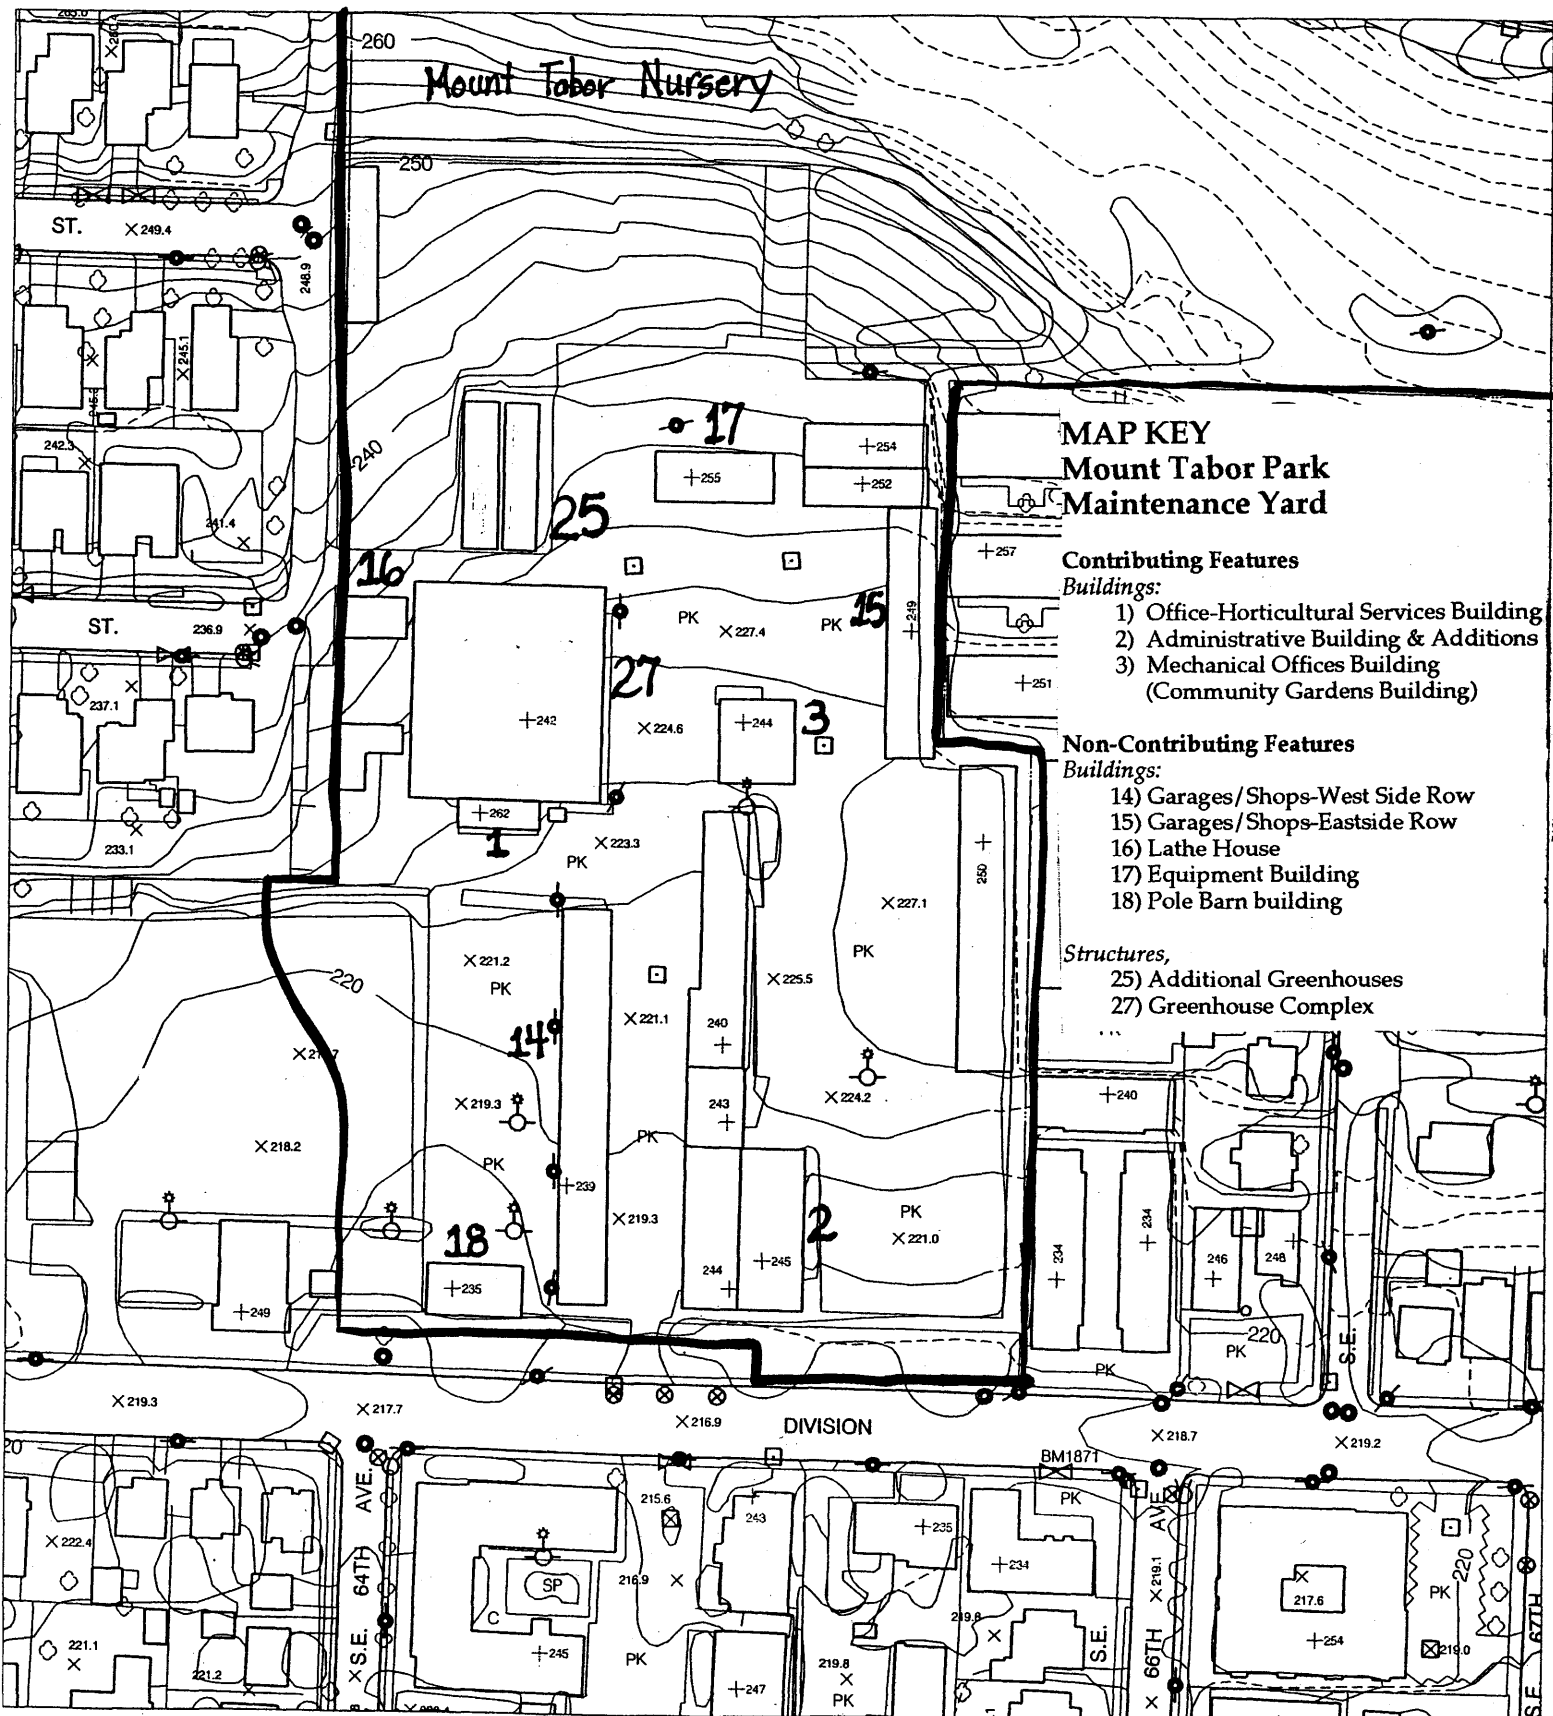 260
Mount Tabor Nursery
250
ST.
249.4
248.9
245.1
17
254
255
252
240
242.3
25
241.4
257
16
ST.
236.9
PK
227.4
PK
15
249
27
237.1
242
224.6
244
3
251
262
1
233.1
223.3
PK
250
227.1
PK
221.2
PK
220
225.5
14
221.1
240
218.2
219.3
243
224.2
PK
PK
239
219.3
2
PK
221.0
18
235
244
245
249
MAP KEY
Mount Tabor Park
Maintenance Yard
Contributing Features
Buildings:
1) Office-Horticultural Services Building
2) Administrative Building & Additions
3) Mechanical Offices Building
(Community Gardens Building)
Non-Contributing Features
Buildings:
14) Garages/Shops-West Side Row
15) Garages/Shops-Eastside Row
16) Lathe House
17) Equipment Building
18) Pole Barn building
Structures,
25) Additional Greenhouses
27) Greenhouse Complex
240
234
234
246
248
220
PK
PK
S.E.
219.3
217.7
216.9
DIVISION
218.7
219.2
BM1871
20
222.4
S.E. 64TH AVE.
215.6
243
235
PK
234
S.E. 66TH AVE.
219.1
217.6
220
PK
SP
C
216.9
219.8
254
219.0
S.E. 67TH
221.1
221.2
245
PK
247
219.8
PK